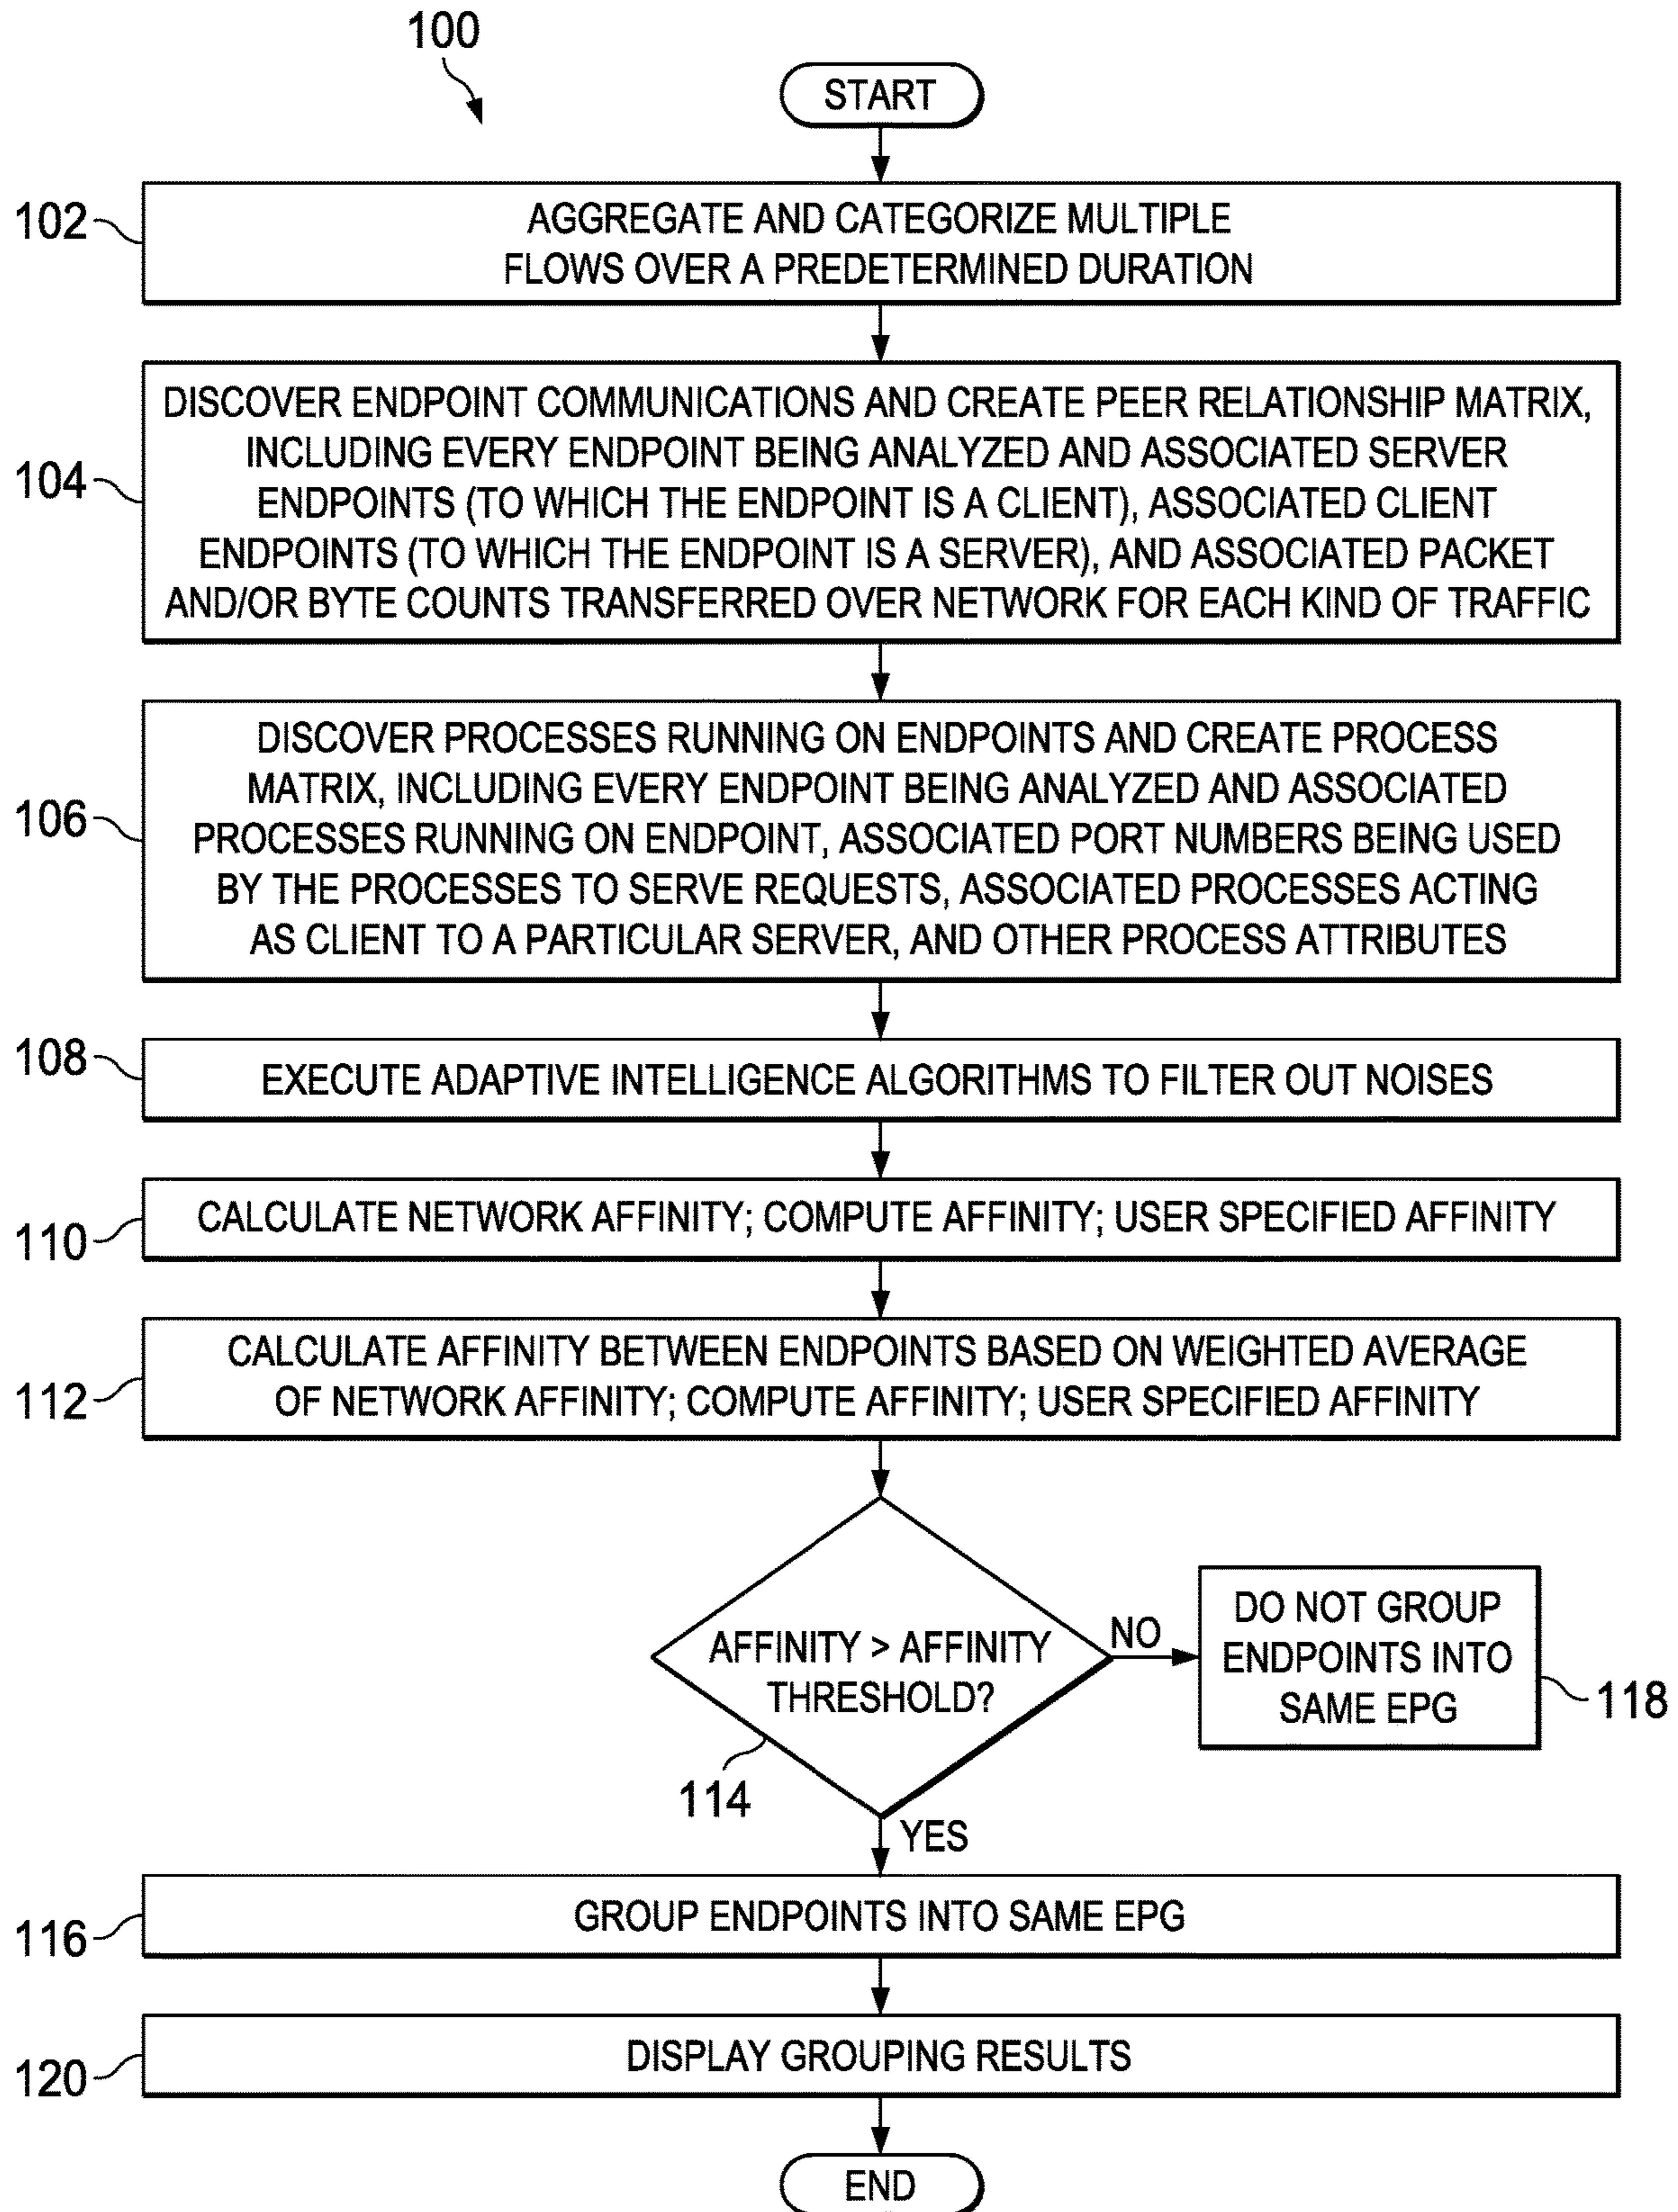 100
START
102
AGGREGATE AND CATEGORIZE MULTIPLE
FLOWS OVER A PREDETERMINED DURATION
104
DISCOVER ENDPOINT COMMUNICATIONS AND CREATE PEER RELATIONSHIP MATRIX,
INCLUDING EVERY ENDPOINT BEING ANALYZED AND ASSOCIATED SERVER
ENDPOINTS (TO WHICH THE ENDPOINT IS A CLIENT), ASSOCIATED CLIENT
ENDPOINTS (TO WHICH THE ENDPOINT IS A SERVER), AND ASSOCIATED PACKET
AND/OR BYTE COUNTS TRANSFERRED OVER NETWORK FOR EACH KIND OF TRAFFIC
106
DISCOVER PROCESSES RUNNING ON ENDPOINTS AND CREATE PROCESS
MATRIX, INCLUDING EVERY ENDPOINT BEING ANALYZED AND ASSOCIATED
PROCESSES RUNNING ON ENDPOINT, ASSOCIATED PORT NUMBERS BEING USED
BY THE PROCESSES TO SERVE REQUESTS, ASSOCIATED PROCESSES ACTING
AS CLIENT TO A PARTICULAR SERVER, AND OTHER PROCESS ATTRIBUTES
108
EXECUTE ADAPTIVE INTELLIGENCE ALGORITHMS TO FILTER OUT NOISES
110
CALCULATE NETWORK AFFINITY; COMPUTE AFFINITY; USER SPECIFIED AFFINITY
112
CALCULATE AFFINITY BETWEEN ENDPOINTS BASED ON WEIGHTED AVERAGE
OF NETWORK AFFINITY; COMPUTE AFFINITY; USER SPECIFIED AFFINITY
AFFINITY > AFFINITY
THRESHOLD?
114
NO
DO NOT GROUP
ENDPOINTS INTO
SAME EPG
118
YES
116
GROUP ENDPOINTS INTO SAME EPG
120
DISPLAY GROUPING RESULTS
END